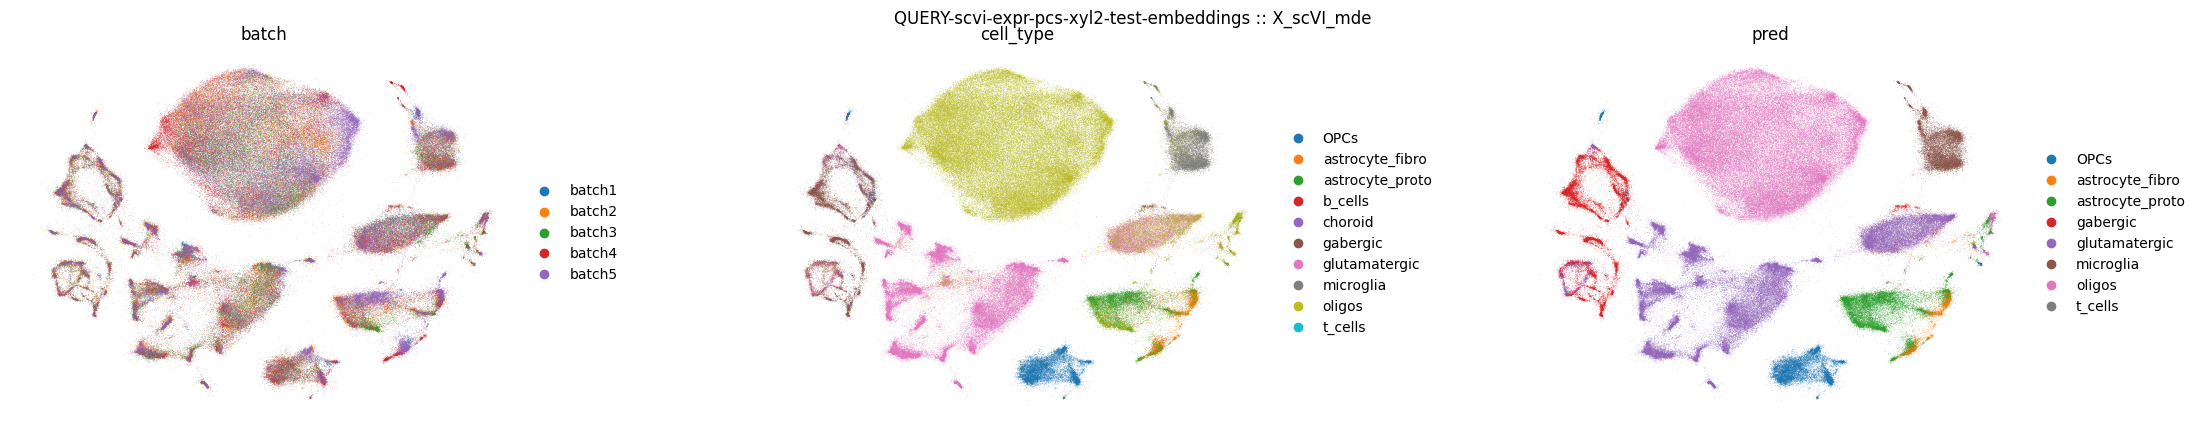 QUERY-scvi-expr-pcs-xyl2-test-embeddings :: X_scVI_mde
batch
batch1
batch2
batch3
batch4
batch5
cell_type
OPCs
astrocyte_fibro
astrocyte_proto
b_cells
choroid
gabergic
glutamatergic
microglia
oligos
t_cells
pred
OPCs
astrocyte_fibro
astrocyte_proto
gabergic
glutamatergic
microglia
oligos
t_cells